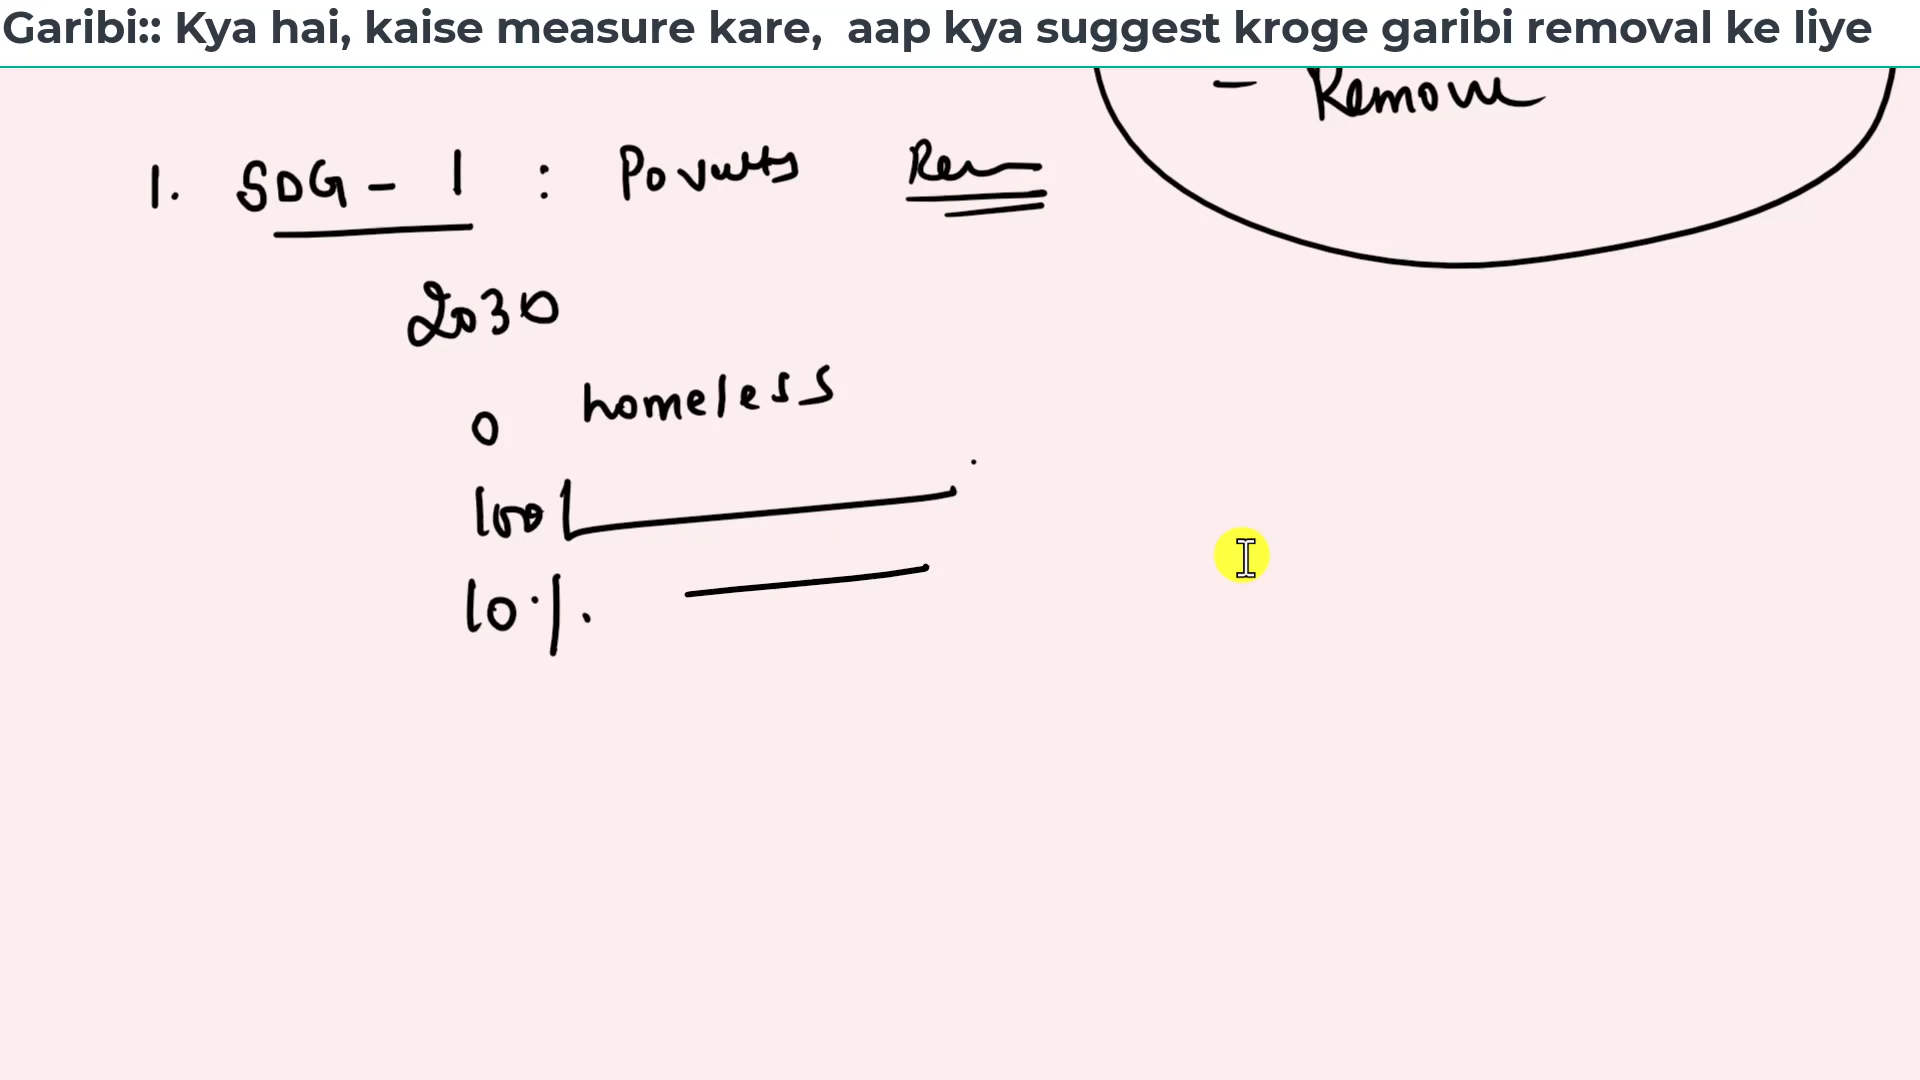 Garibi:: Kya hai, kaise measure kare, aap kya suggest kroge garibi removal ke liye
- Remove
1. SDG - 1 : Poverty Rem
2030
0 homeless
100
10%.